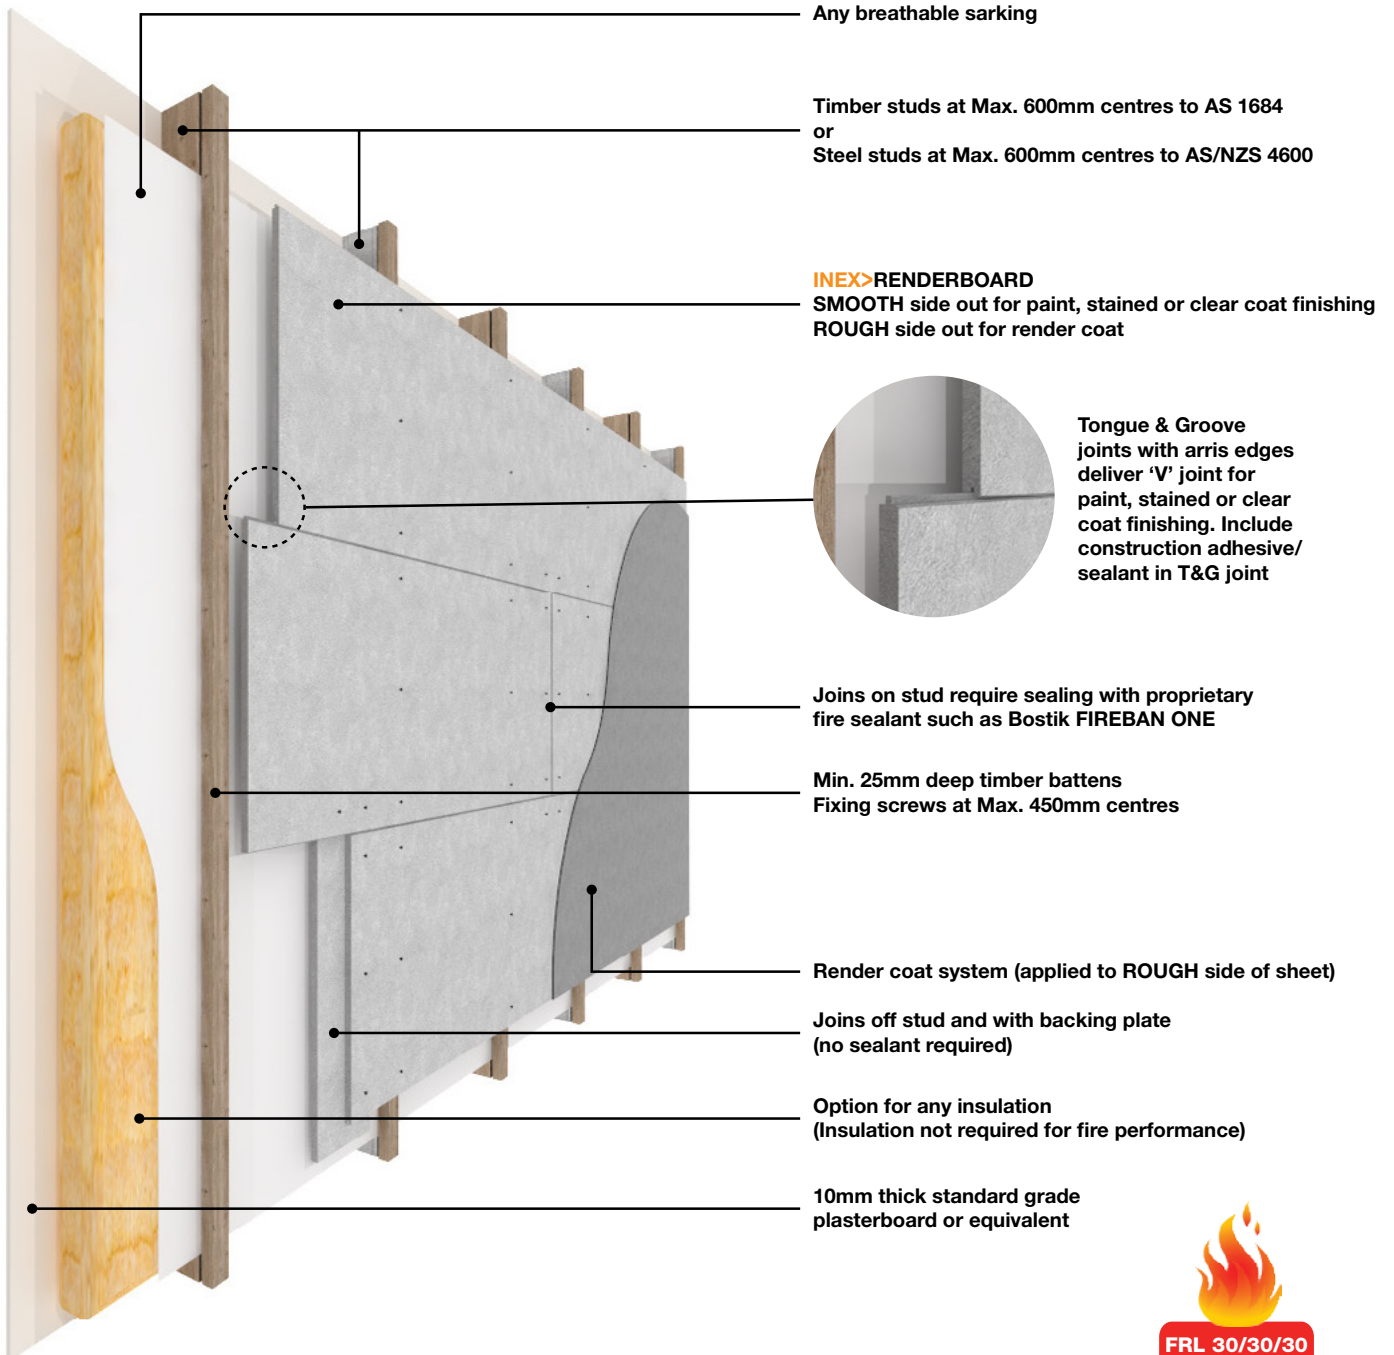 Any breathable sarking
Timber studs at Max. 600mm centres to AS 1684
or
Steel studs at Max. 600mm centres to AS/NZS 4600
INEX>RENDERBOARD
SMOOTH side out for paint, stained or clear coat finishing
ROUGH side out for render coat
Tongue & Groove
joints with arris edges
deliver ‘V’ joint for
paint, stained or clear
coat finishing. Include
construction adhesive/
sealant in T&G joint
Joins on stud require sealing with proprietary
fire sealant such as Bostik FIREBAN ONE
Min. 25mm deep timber battens
Fixing screws at Max. 450mm centres
Render coat system (applied to ROUGH side of sheet)
Joins off stud and with backing plate
(no sealant required)
Option for any insulation
(Insulation not required for fire performance)
10mm thick standard grade
plasterboard or equivalent
FRL 30/30/30